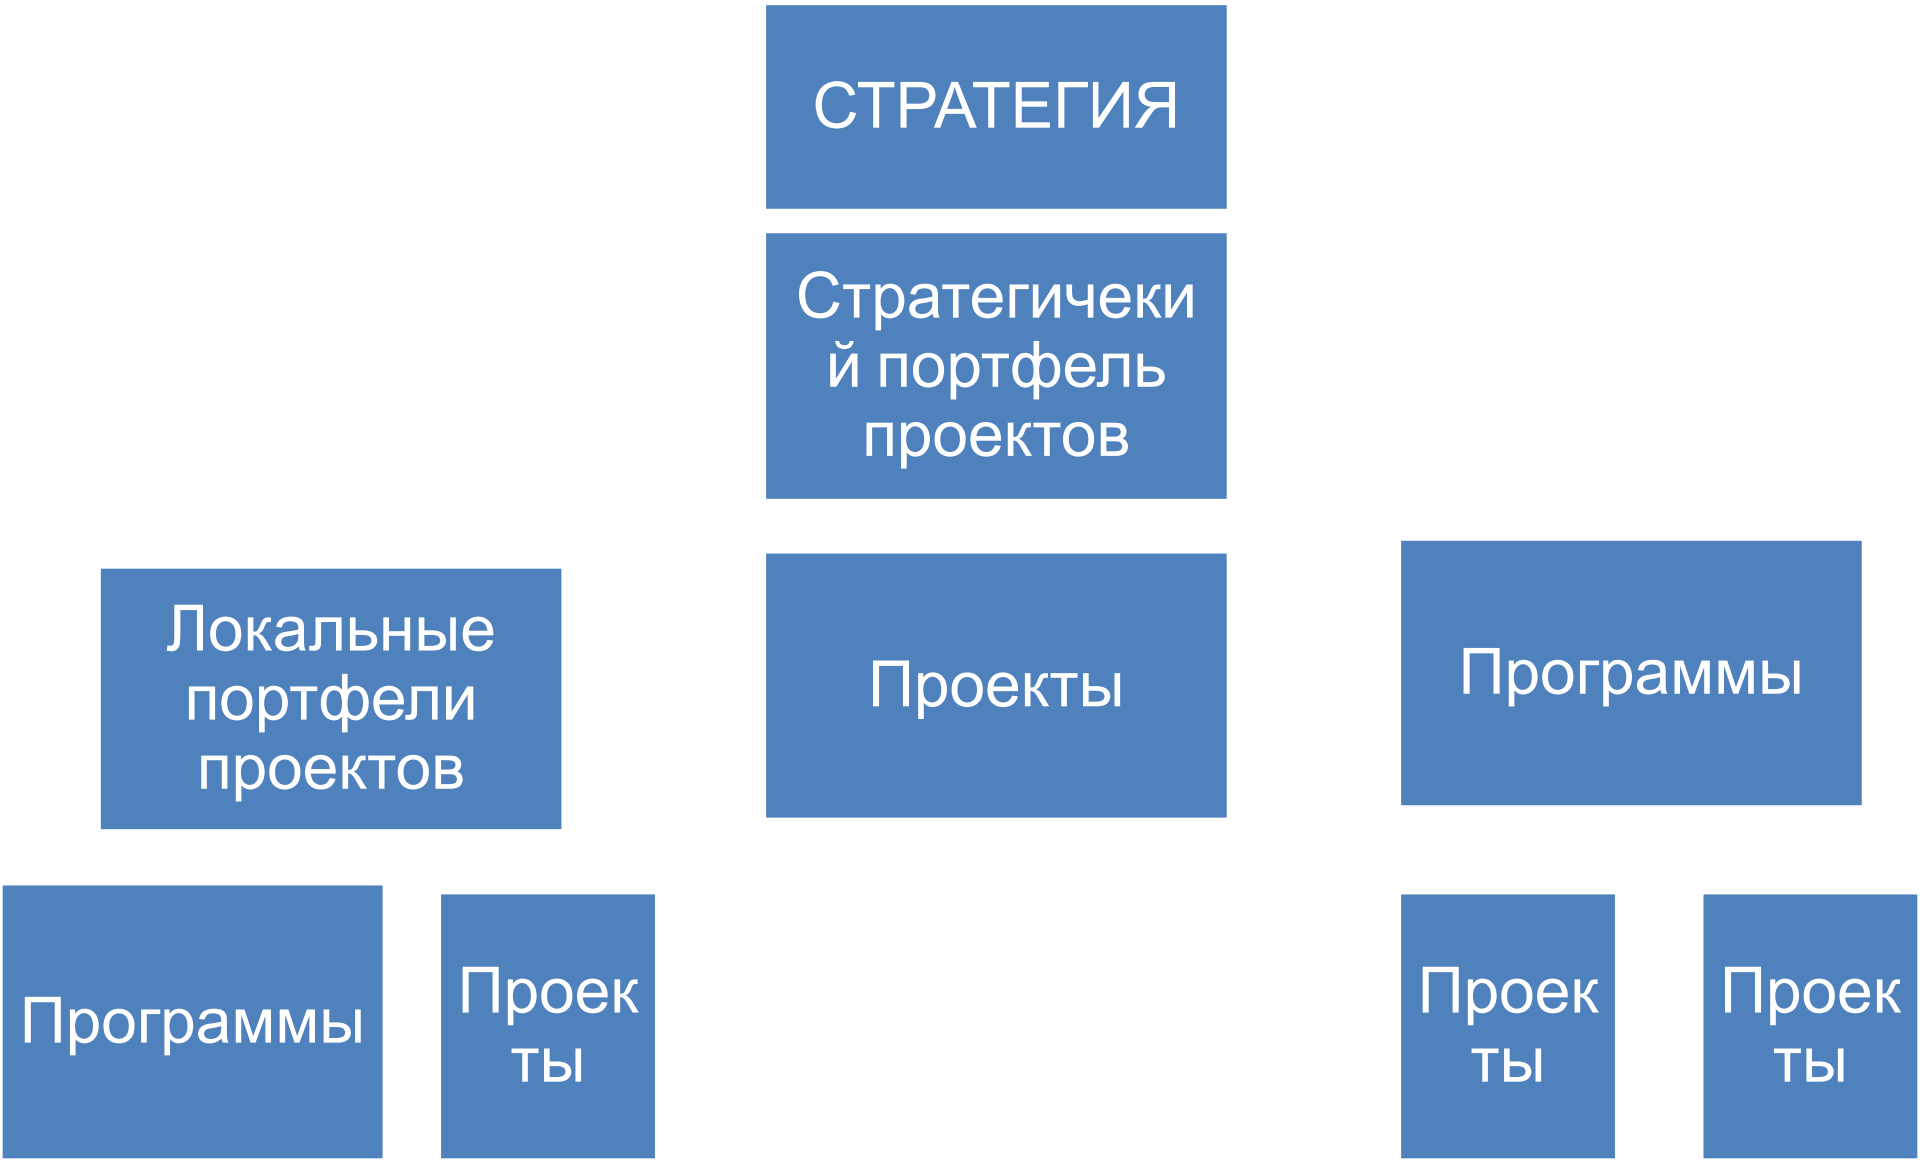 СТРАТЕГИЯ
Стратегичеки
й портфель
проектов
Локальные
портфели
проектов
Проекты
Программы
Программы
Проек
ты
Проек
ты
Проек
ты